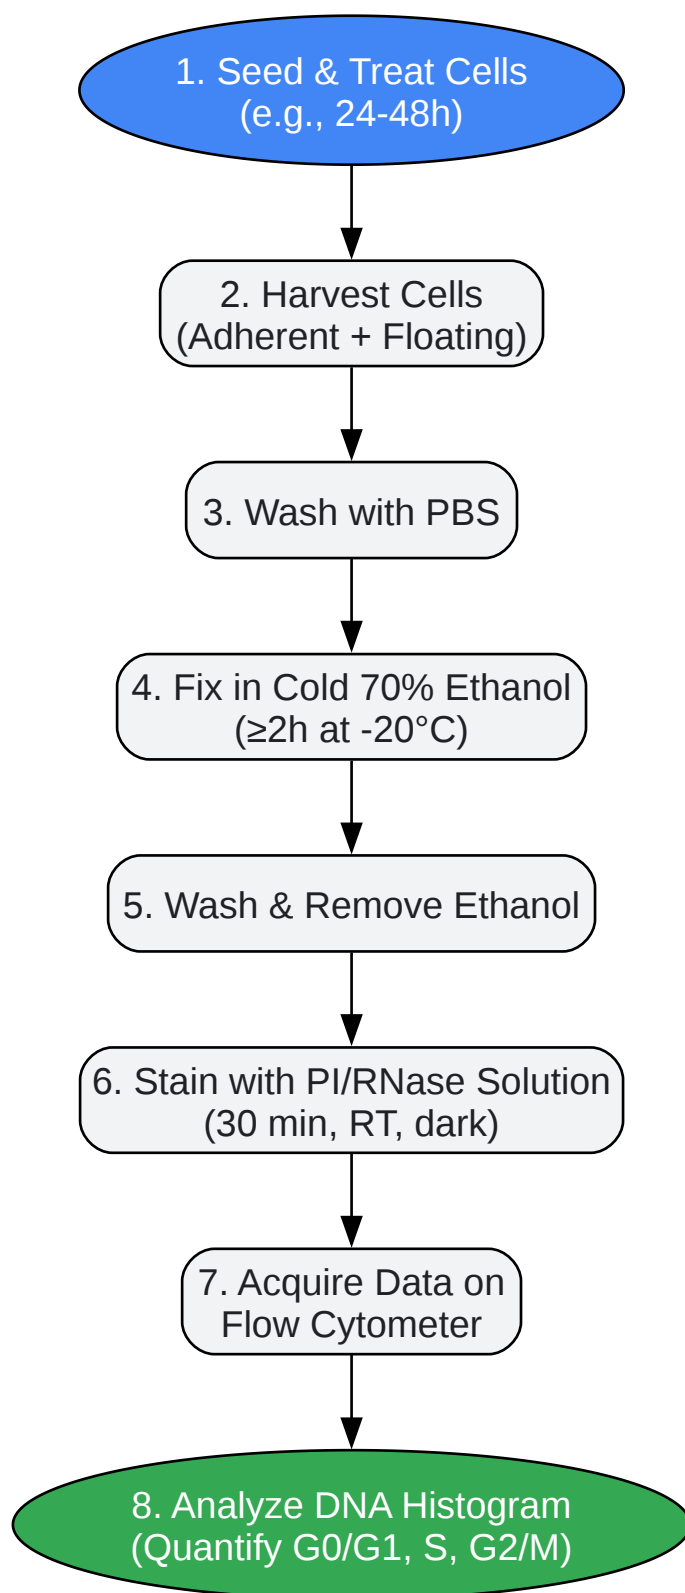 1. Seed & Treat Cells
(e.g., 24-48h)
2. Harvest Cells
(Adherent + Floating)
3. Wash with PBS
4. Fix in Cold 70% Ethanol
(≥2h at -20°C)
5. Wash & Remove Ethanol
6. Stain with PI/RNase Solution
(30 min, RT, dark)
7. Acquire Data on
Flow Cytometer
8. Analyze DNA Histogram
(Quantify G0/G1, S, G2/M)